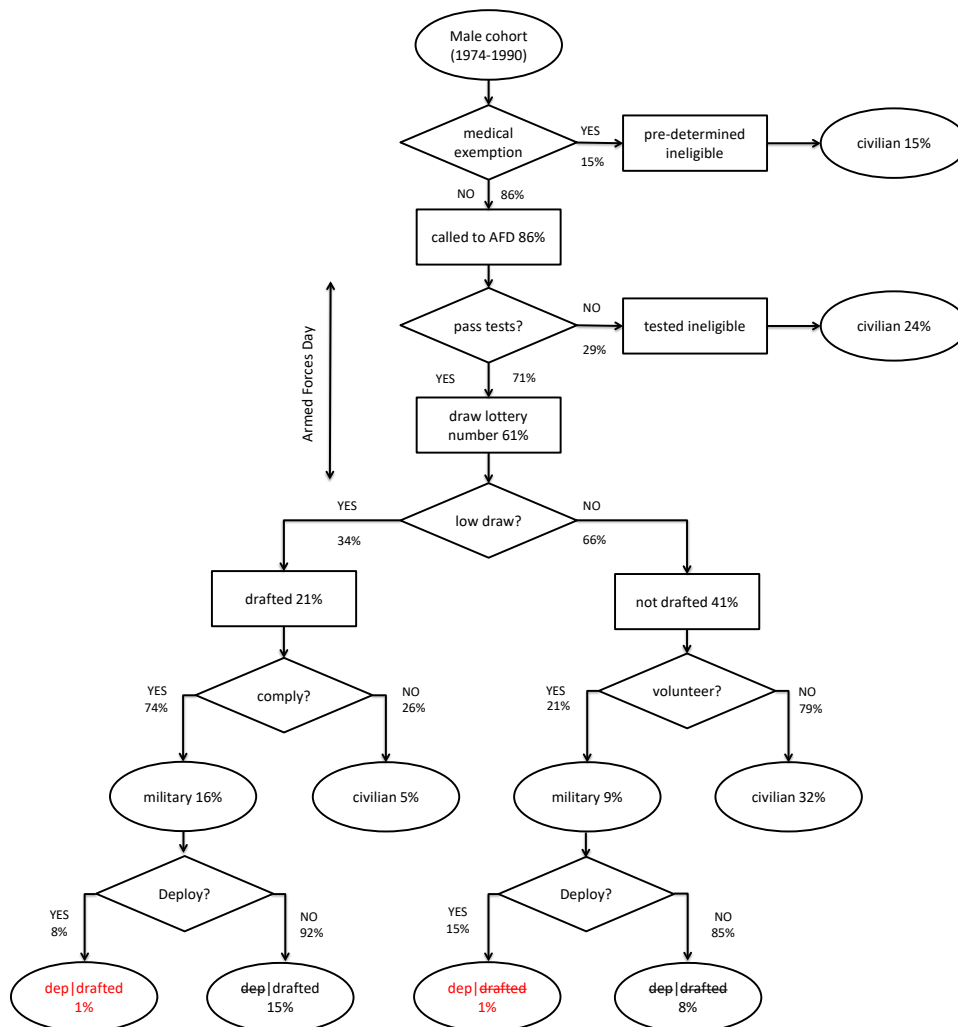 Male cohort
(1974-1990)
medical
exemption
YES
15%
pre-determined
ineligible
civilian 15%
NO 86%
called to AFD 86%
Armed Forces Day
pass tests?
NO
29%
tested ineligible
civilian 24%
YES 71%
draw lottery
number 61%
low draw?
YES
34%
NO
66%
drafted 21%
not drafted 41%
comply?
YES
74%
NO
26%
volunteer?
YES
21%
NO
79%
military 16%
civilian 5%
military 9%
civilian 32%
Deploy?
YES
8%
NO
92%
Deploy?
YES
15%
NO
85%
dep|drafted
1%
dep|drafted
15%
dep|drafted
1%
dep|drafted
8%